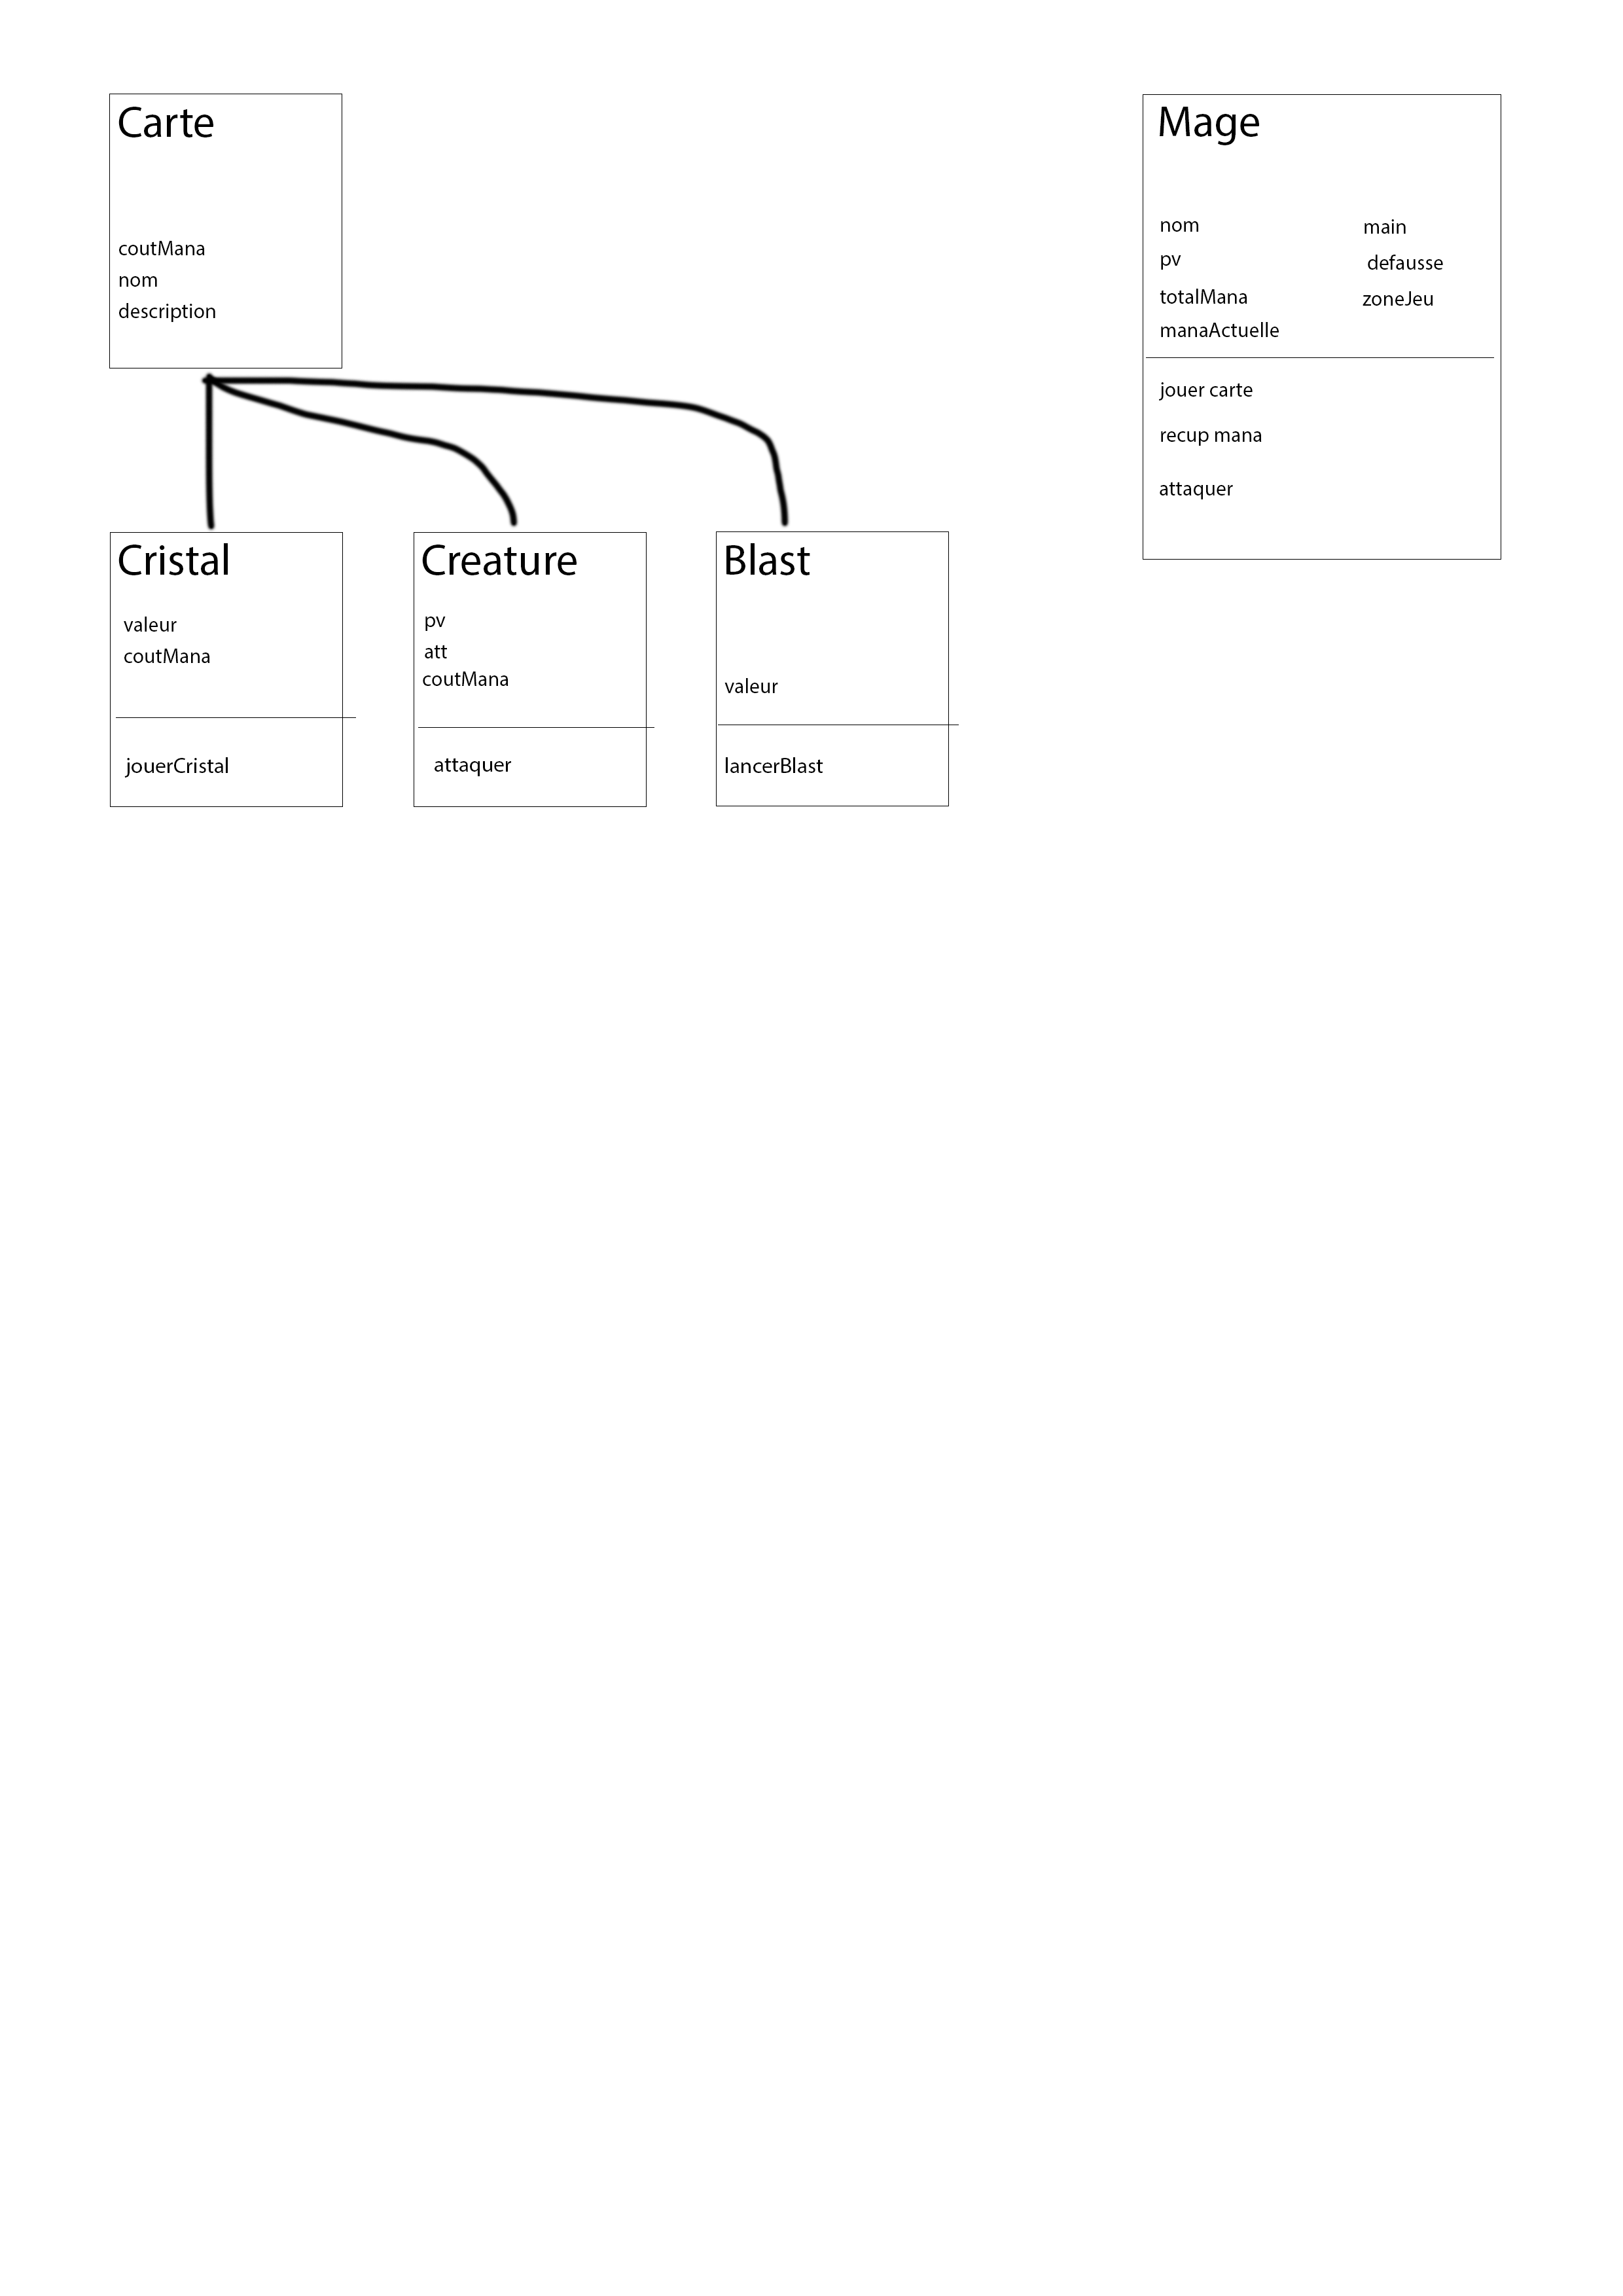 Carte
coutMana
nom
description
Mage
nom
pv
totalMana
manaActuelle
main
defausse
zoneJeu
jouer carte
recup mana
attaquer
Cristal
valeur
coutMana
jouerCristal
Creature
pv
att
coutMana
attaquer
Blast
valeur
lancerBlast